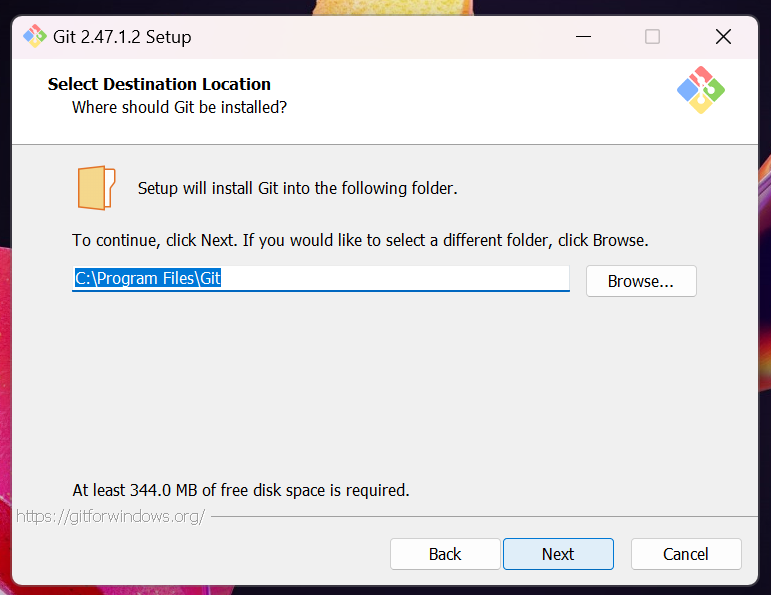 Git 2.47.1.2 Setup
Select Destination Location
Where should Git be installed?
Setup will install Git into the following folder.
To continue, click Next. If you would like to select a different folder, click Browse.
C:\Program Files\Git
Browse...
At least 344.0 MB of free disk space is required.
https://gitforwindows.org/
Back
Next
Cancel